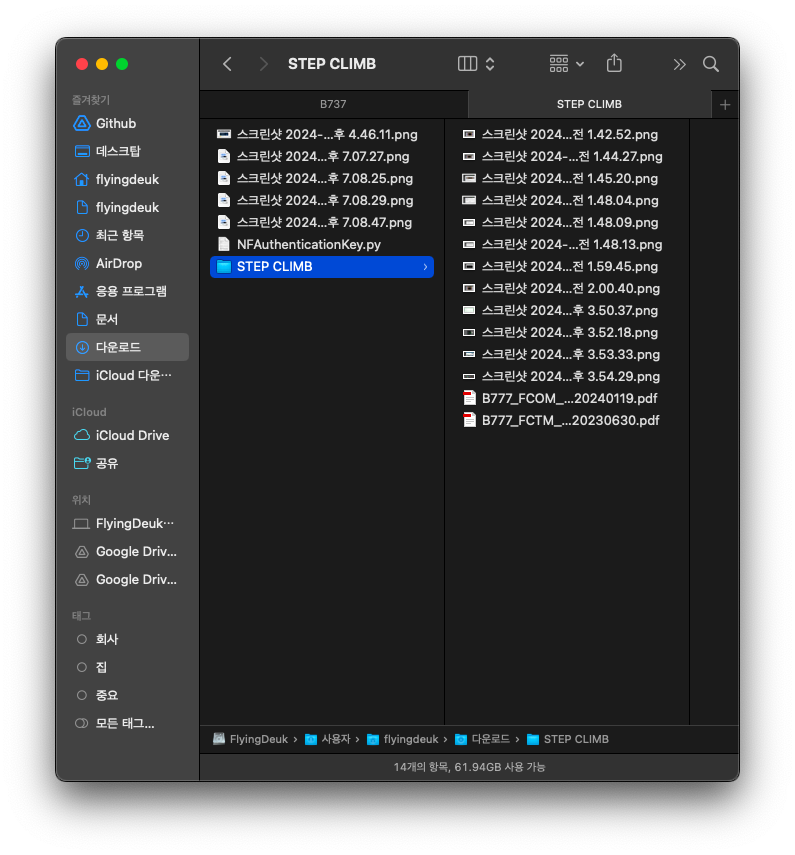 STEP CLIMB
B737
STEP CLIMB
즐겨찾기
Github
데스크탑
flyingdeuk
flyingdeuk
최근 항목
AirDrop
응용 프로그램
문서
다운로드
iCloud 다운…
iCloud
iCloud Drive
공유
위치
FlyingDeuk…
Google Driv...
Google Driv...
태그
회사
집
중요
모든 태그...
스크린샷 2024-...후 4.46.11.png
스크린샷 2024...후 7.07.27.png
스크린샷 2024...후 7.08.25.png
스크린샷 2024...후 7.08.29.png
스크린샷 2024...후 7.08.47.png
NFAuthenticationKey.py
STEP CLIMB
스크린샷 2024...전 1.42.52.png
스크린샷 2024-...전 1.44.27.png
스크린샷 2024...전 1.45.20.png
스크린샷 2024...전 1.48.04.png
스크린샷 2024...전 1.48.09.png
스크린샷 2024-...전 1.48.13.png
스크린샷 2024...전 1.59.45.png
스크린샷 2024...전 2.00.40.png
스크린샷 2024...후 3.50.37.png
스크린샷 2024...후 3.52.18.png
스크린샷 2024...후 3.53.33.png
스크린샷 2024...후 3.54.29.png
B777_FCOM_...20240119.pdf
B777_FCTM_...20230630.pdf
FlyingDeuk › 사용자 › flyingdeuk › 다운로드 › STEP CLIMB
14개의 항목, 61.94GB 사용 가능